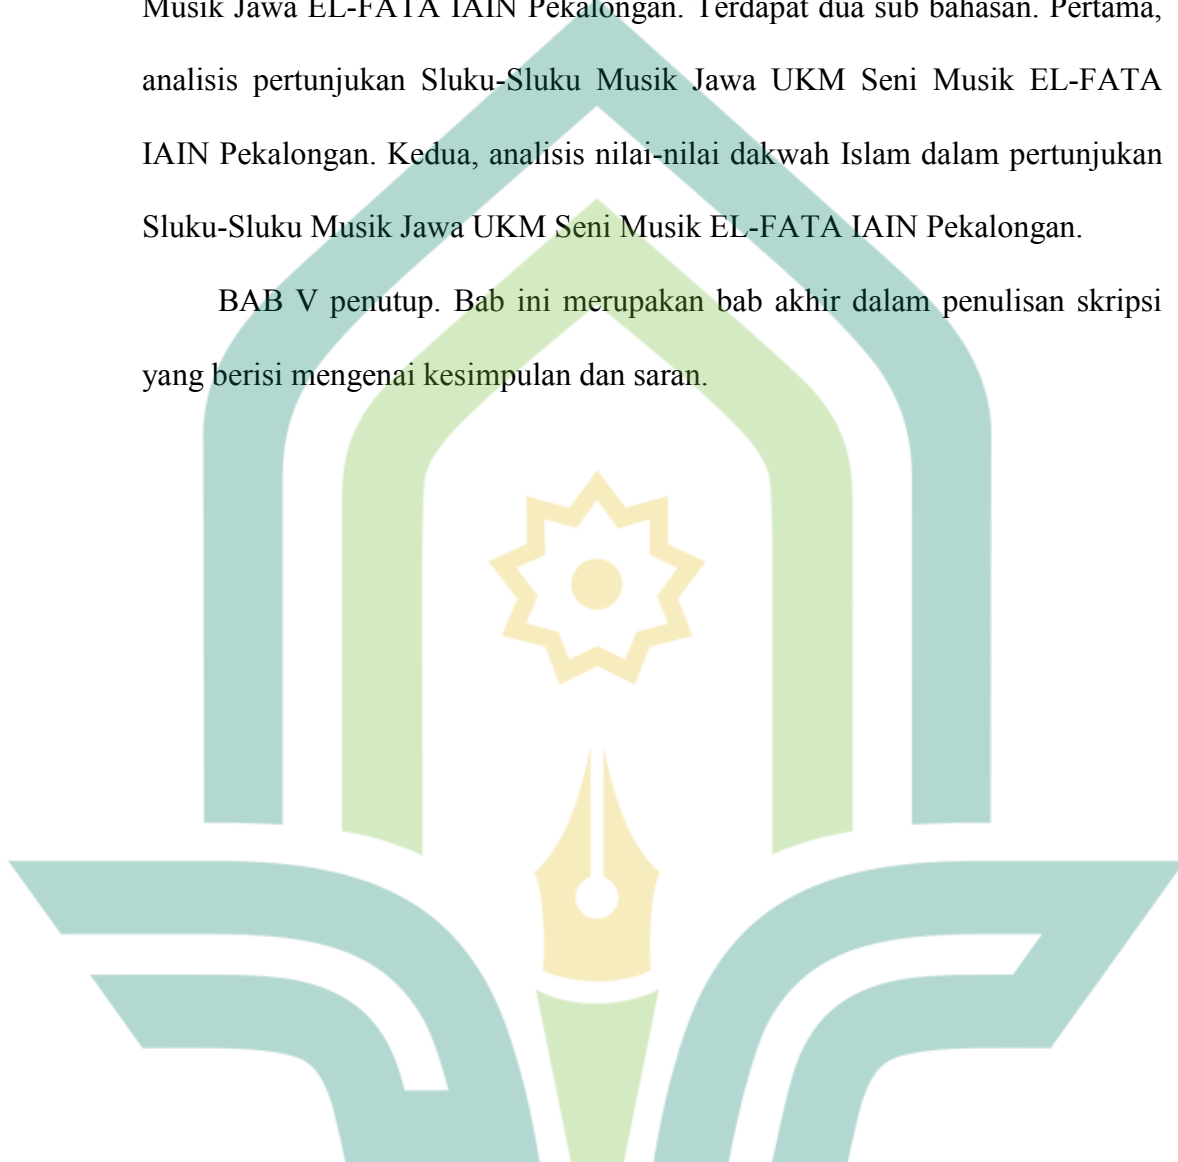 Musik Jawa EL-FATA IAIN Pekalongan. Terdapat dua sub bahasan. Pertama,
analisis pertunjukan Sluku-Sluku Musik Jawa UKM Seni Musik EL-FATA
IAIN Pekalongan. Kedua, analisis nilai-nilai dakwah Islam dalam pertunjukan
Sluku-Sluku Musik Jawa UKM Seni Musik EL-FATA IAIN Pekalongan.
BAB V penutup. Bab ini merupakan bab akhir dalam penulisan skripsi
yang berisi mengenai kesimpulan dan saran.